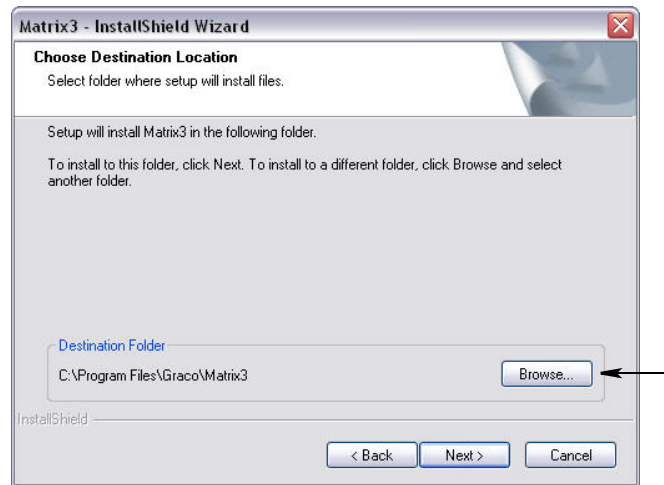 Matrix3 - InstallShield Wizard
Choose Destination Location
Select folder where setup will install files.
Setup will install Matrix3 in the following folder.
To install to this folder, click Next. To install to a different folder, click Browse and select
another folder.
Destination Folder
C:\Program Files\Graco\Matrix3
Browse...
InstallShield
< Back
Next >
Cancel